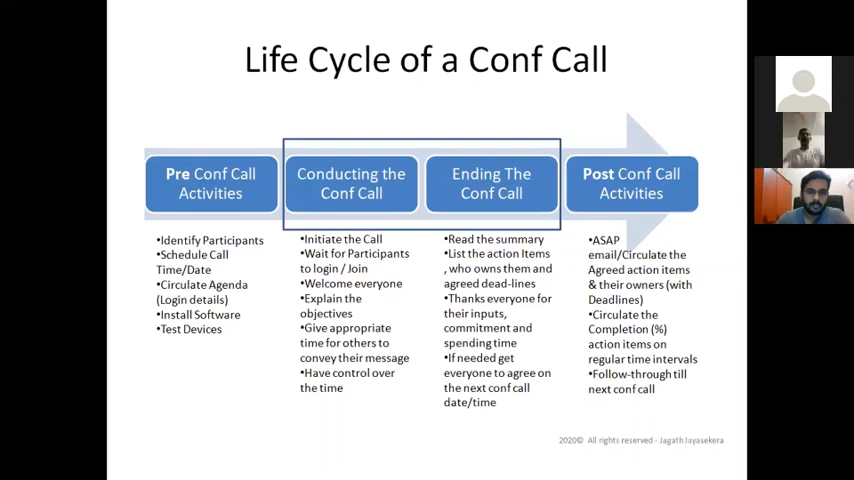 Life Cycle of a Conf Call
Pre Conf Call
Activities
•Identify Participants
•Schedule Call
Time/Date
•Circulate Agenda
(Login details)
•Install Software
•Test Devices
Conducting the
Conf Call
•Initiate the Call
•Wait for Participants
to login / Join
•Welcome everyone
•Explain the
objectives
•Give appropriate
time for others to
convey their message
•Have control over
the time
Ending The
Conf Call
•Read the summary
•List the action Items
, who owns them and
agreed dead-lines
•Thanks everyone for
their inputs,
commitment and
spending time
•If needed get
everyone to agree on
the next conf call
date/time
Post Conf Call
Activities
•ASAP
email/Circulate the
Agreed action items
& their owners (with
Deadlines)
•Circulate the
Completion (%)
action items on
regular time intervals
•Follow-through till
next conf call
2020© All rights reserved - Jagath Jayasekera